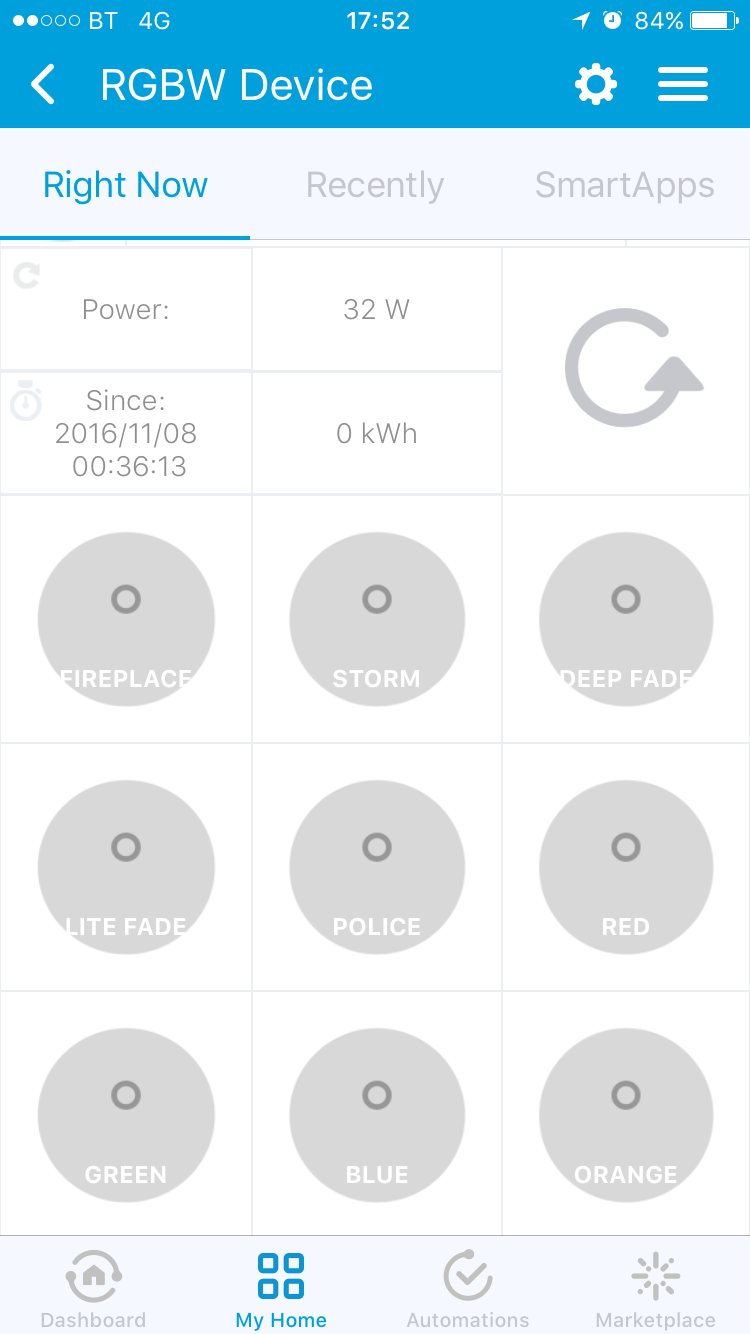 BT 4G 17:52 84%
RGBW Device
Right Now Recently SmartApps
Power: 32 W
Since:
2016/11/08 0 kWh
00:36:13
FIREPLACE STORM DEEP FADE
LITE FADE POLICE RED
GREEN BLUE ORANGE
Dashboard My Home Automations Marketplace